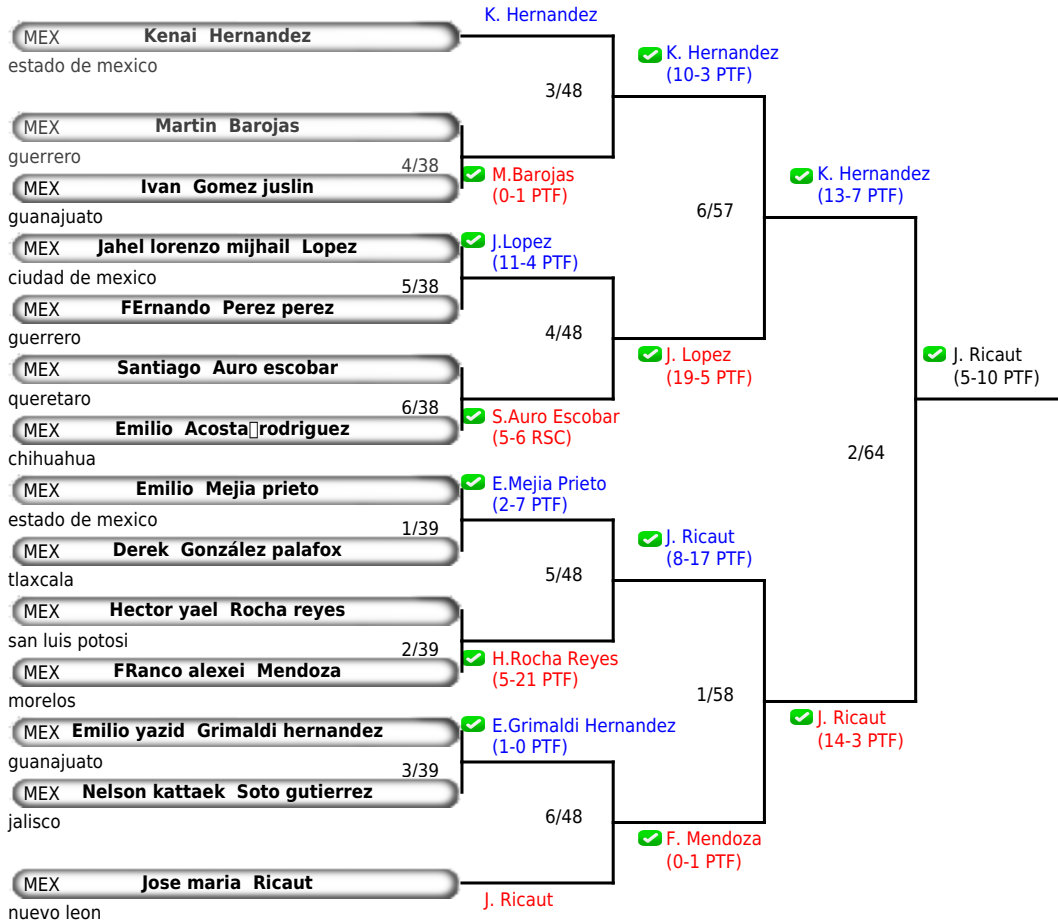 K. Hernandez
MEX Kenai Hernandez
estado de mexico
K. Hernandez
(10-3 PTF)
3/48
MEX Martin Barojas
guerrero
4/38
M.Barojas
(0-1 PTF)
K. Hernandez
(13-7 PTF)
MEX Ivan Gomez juslin
guanajuato
6/57
MEX Jahel lorenzo mijhail Lopez
J.Lopez
(11-4 PTF)
ciudad de mexico
5/38
MEX FErnando Perez perez
guerrero
4/48
MEX Santiago Auro escobar
J. Lopez
(19-5 PTF)
J. Ricaut
(5-10 PTF)
queretaro
6/38
S.Auro Escobar
(5-6 RSC)
MEX Emilio Acosta▯rodriguez
chihuahua
2/64
MEX Emilio Mejia prieto
E.Mejia Prieto
(2-7 PTF)
estado de mexico
1/39
J. Ricaut
(8-17 PTF)
MEX Derek González palafox
tlaxcala
5/48
MEX Hector yael Rocha reyes
san luis potosi
2/39
H.Rocha Reyes
(5-21 PTF)
MEX FRanco alexei Mendoza
morelos
1/58
J. Ricaut
(14-3 PTF)
MEX Emilio yazid Grimaldi hernandez
E.Grimaldi Hernandez
(1-0 PTF)
guanajuato
3/39
MEX Nelson kattaek Soto gutierrez
jalisco
6/48
F. Mendoza
(0-1 PTF)
MEX Jose maria Ricaut
J. Ricaut
nuevo leon